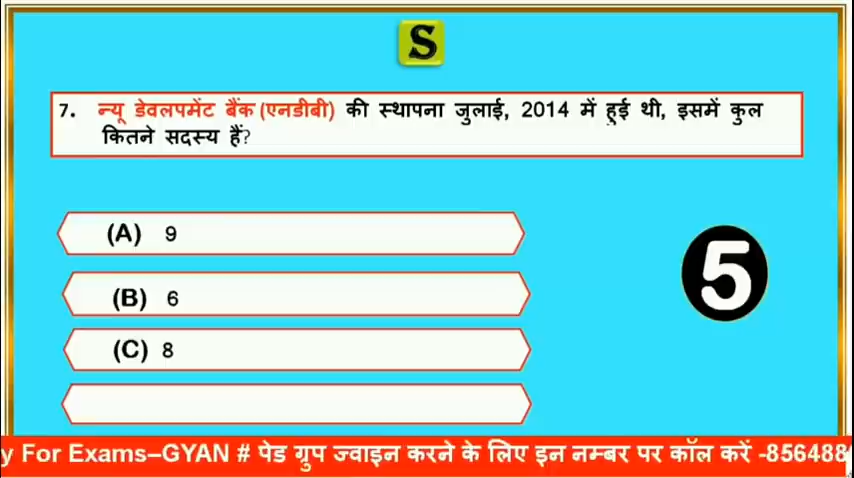 S
7. न्यू डेवलपमेंट बैंक (एनडीबी) की स्थापना जुलाई, 2014 में हुई थी, इसमें कुल
कितने सदस्य हैं?
(A) 9
(B) 6
5
(C) 8
y For Exams–GYAN # पेड ग्रुप ज्वाइन करने के लिए इन नम्बर पर कॉल करें -856488